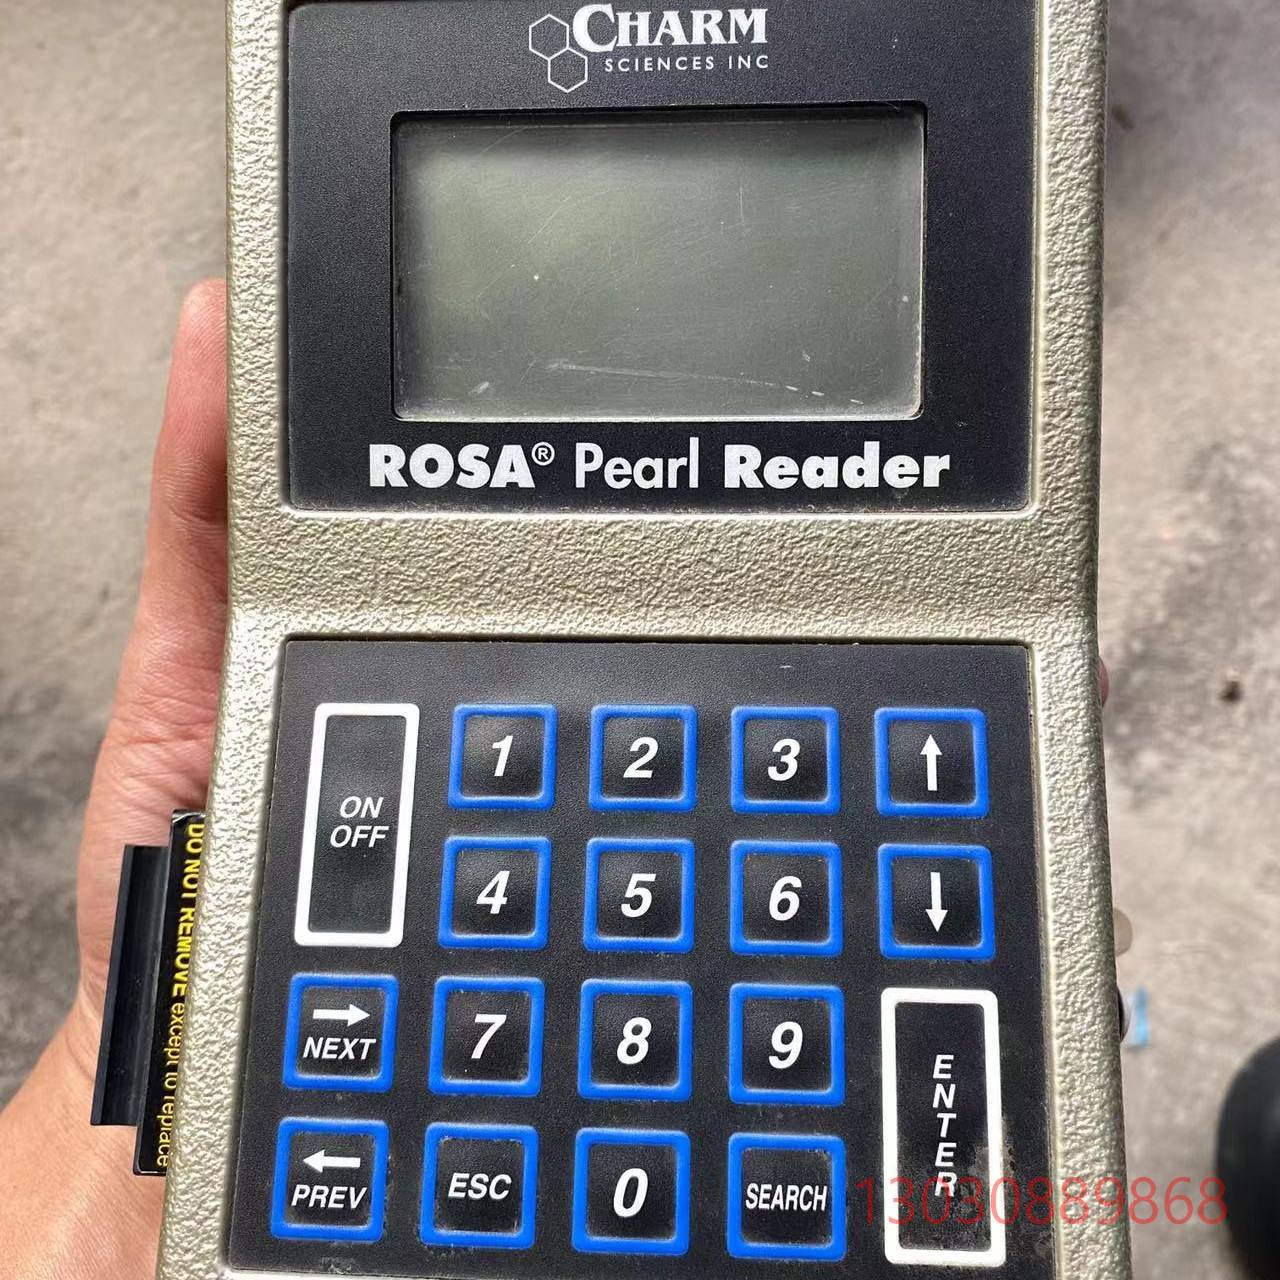 CHARM
SCIENCES INC
ROSA® Pearl Reader
ON
OFF
1
2
3
↑
4
5
6
↓
→
NEXT
7
8
9
ENTER
←
PREV
ESC
0
SEARCH
DO NOT REMOVE except to replace
13030889868